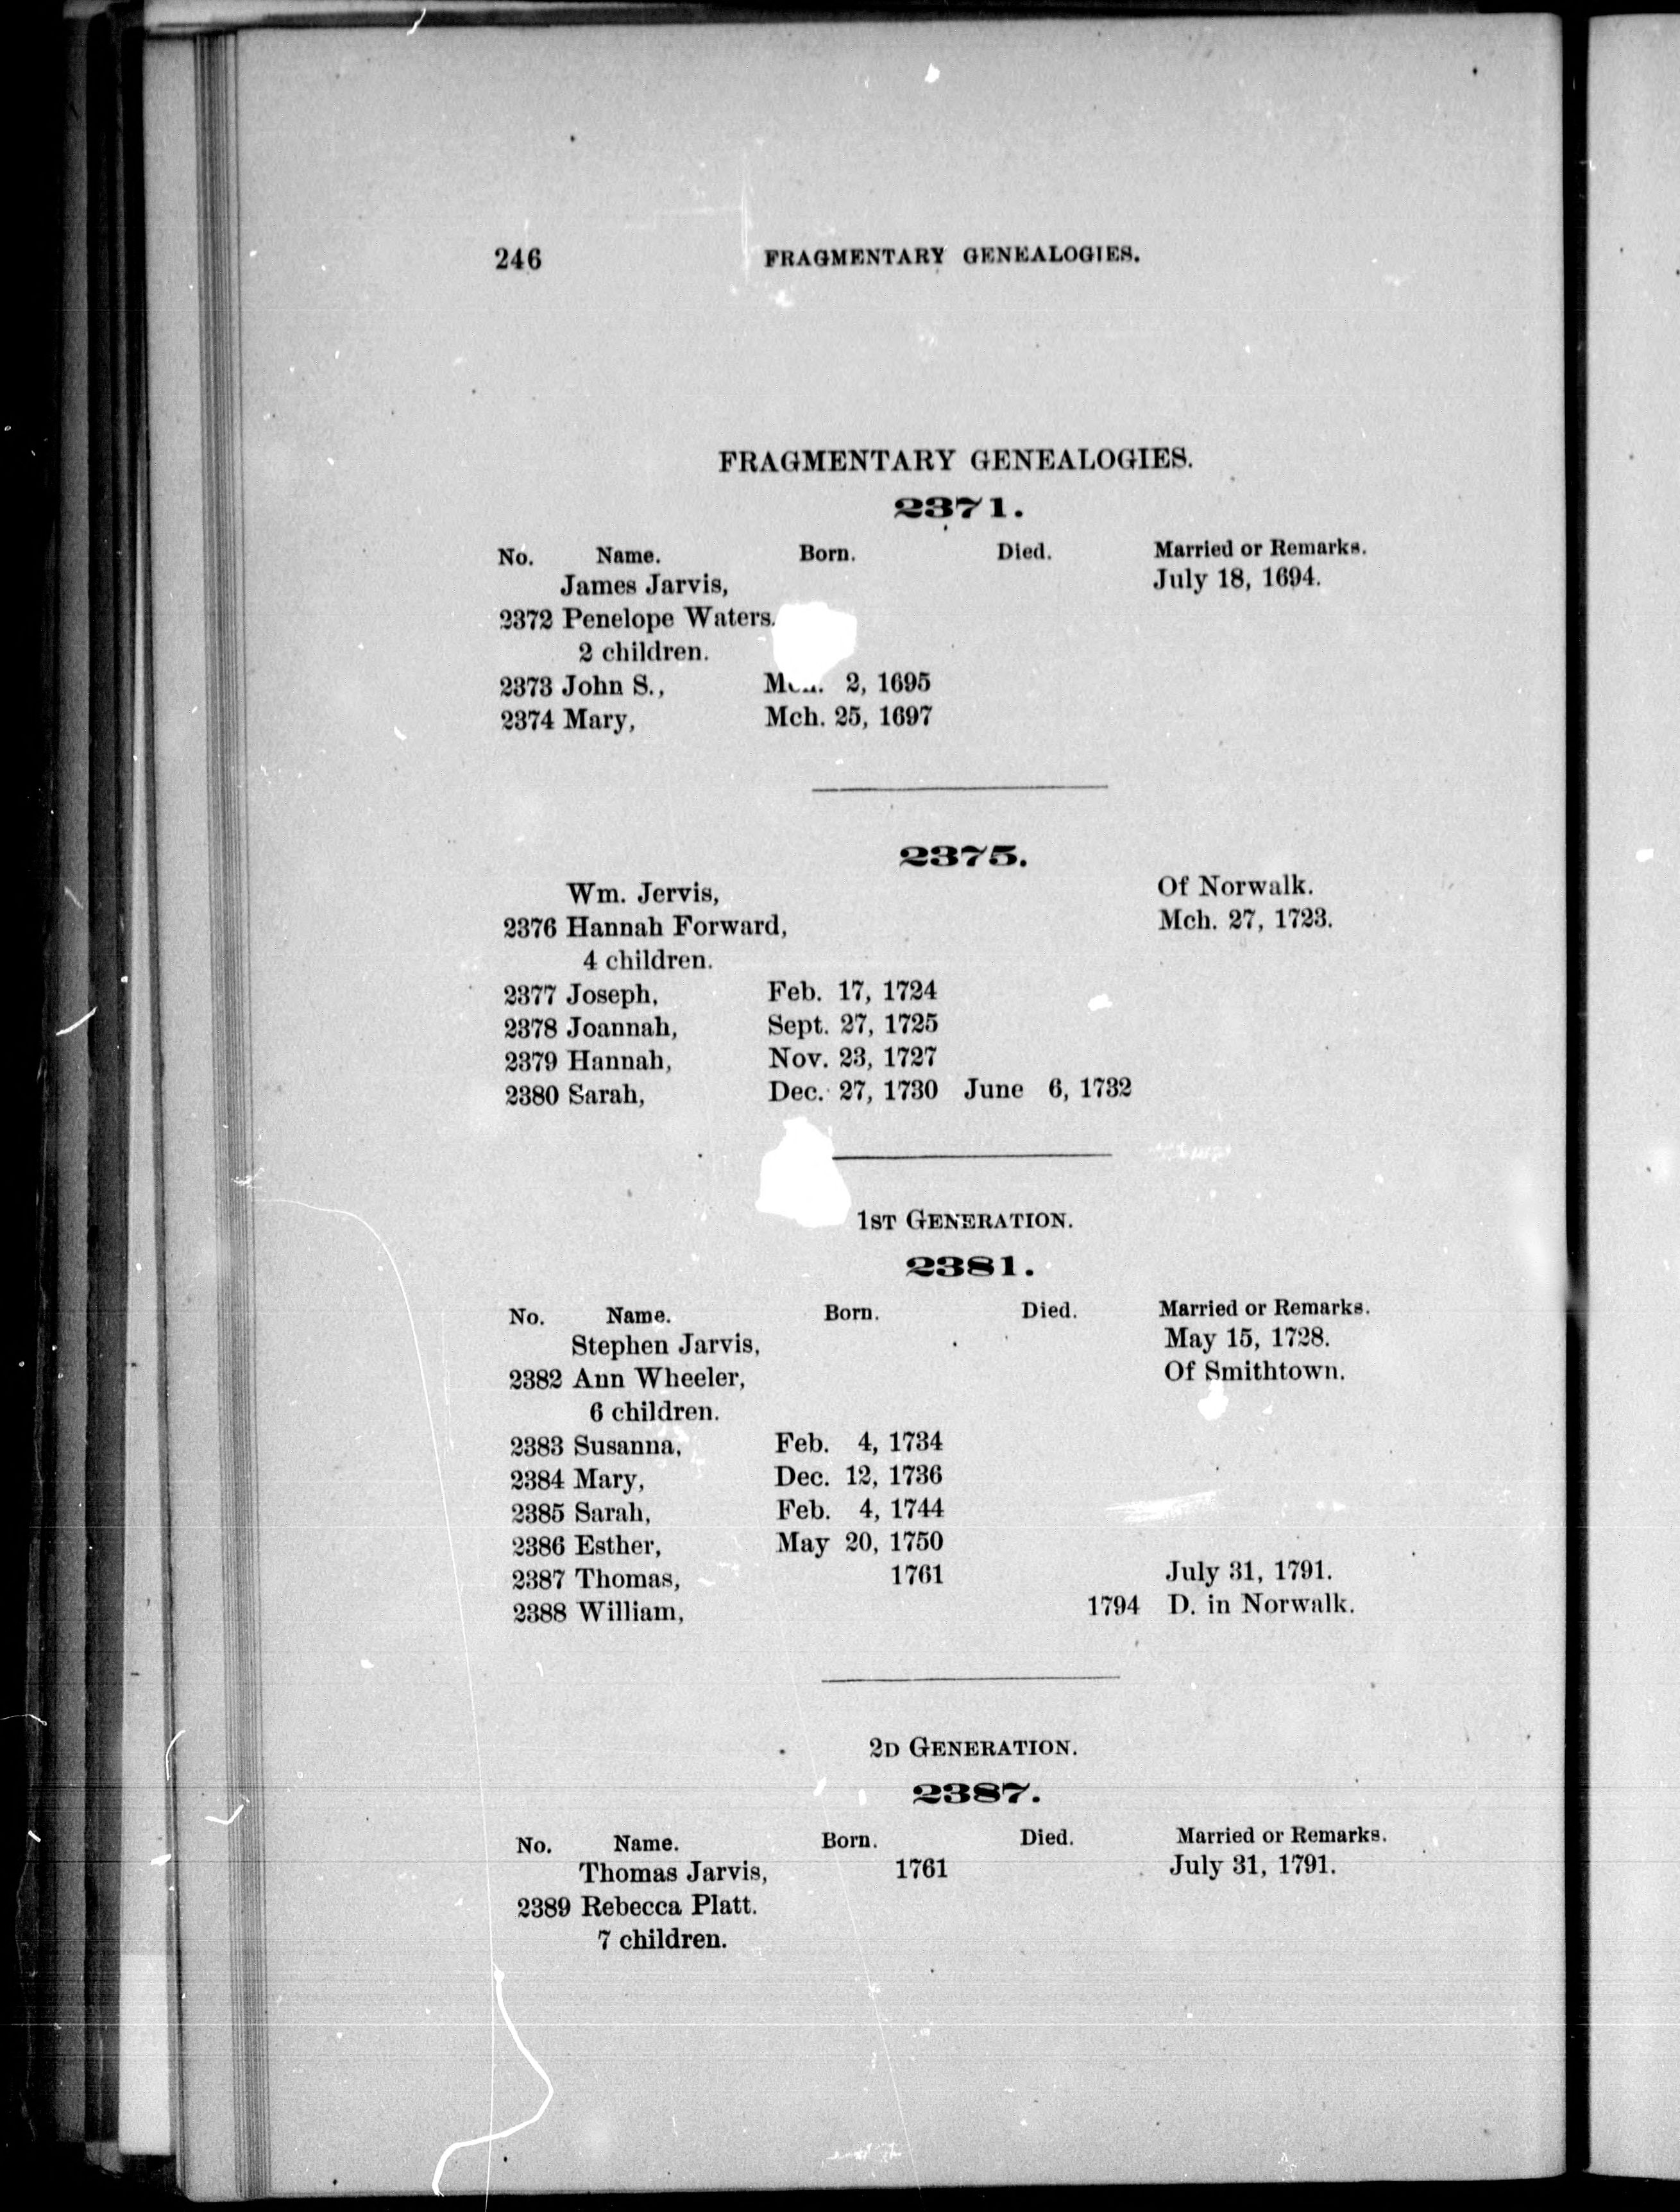 246 FRAGMENTARY GENEALOGIES.
FRAGMENTARY GENEALOGIES.
2371.
No. Name. Born. Died. Married or Remarks.
James Jarvis, July 18, 1694.
2372 Penelope Waters.
2 children.
2373 John S., 2, 1695
2374 Mary, Mch. 25, 1697
2375.
Wm. Jervis, Of Norwalk.
2376 Hannah Forward, Mch. 27, 1723.
4 children.
2377 Joseph, Feb. 17, 1724
2378 Joannah, Sept. 27, 1725
2379 Hannah, Nov. 23, 1727
2380 Sarah, Dec. 27, 1730 June 6, 1732
1ST GENERATION.
2381.
No. Name. Born. Died. Married or Remarks.
Stephen Jarvis, May 15, 1728.
2382 Ann Wheeler, Of Smithtown.
6 children.
2383 Susanna, Feb. 4, 1734
2384 Mary, Dec. 12, 1736
2385 Sarah, Feb. 4, 1744
2386 Esther, May 20, 1750
2387 Thomas, 1761 July 31, 1791.
2388 William, 1794 D. in Norwalk.
2D GENERATION.
2387.
No. Name. Born. Died. Married or Remarks.
Thomas Jarvis, 1761 July 31, 1791.
2389 Rebecca Platt.
7 children.